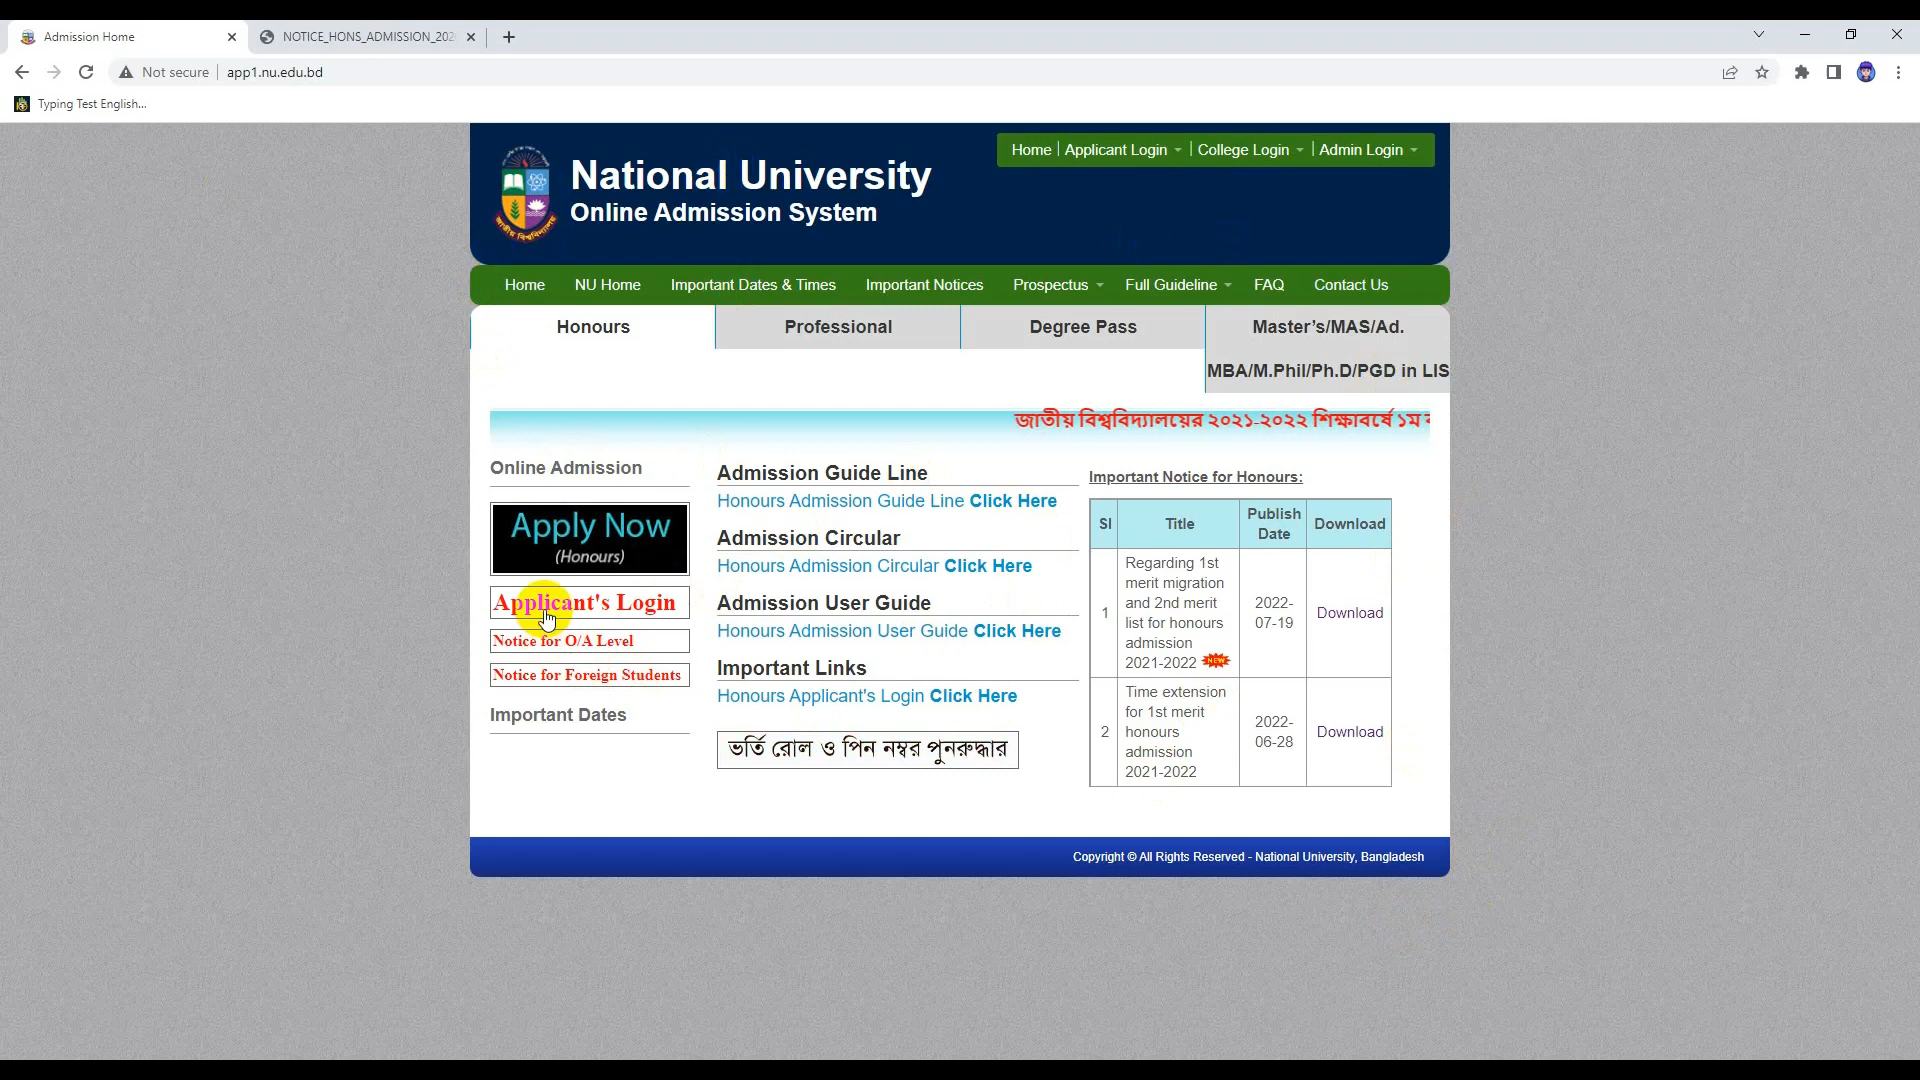 Admission Home
NOTICE_HONS_ADMISSION_202
Not secure
app1.nu.edu.bd
Typing Test English...
National University
Online Admission System
Home
Applicant Login
College Login
Admin Login
Home
NU Home
Important Dates & Times
Important Notices
Prospectus
Full Guideline
FAQ
Contact Us
Honours
Professional
Degree Pass
Master’s/MAS/Ad.
MBA/M.Phil/Ph.D/PGD in LIS
জাতীয় বিশ্ববিদ্যালয়ের ২০২১-২০২২ শিক্ষাবর্ষে ১ম
Online Admission
Apply Now
(Honours)
Applicant's Login
Notice for O/A Level
Notice for Foreign Students
Important Dates
Admission Guide Line
Honours Admission Guide Line Click Here
Admission Circular
Honours Admission Circular Click Here
Admission User Guide
Honours Admission User Guide Click Here
Important Links
Honours Applicant's Login Click Here
ভর্তি রোল ও পিন নম্বর পুনরুদ্ধার
Important Notice for Honours:
Sl
Title
Publish
Date
Download
1
Regarding 1st
merit migration
and 2nd merit
list for honours
admission
2021-2022 NEW
2022-
07-19
Download
2
Time extension
for 1st merit
honours
admission
2021-2022
2022-
06-28
Download
Copyright © All Rights Reserved - National University, Bangladesh